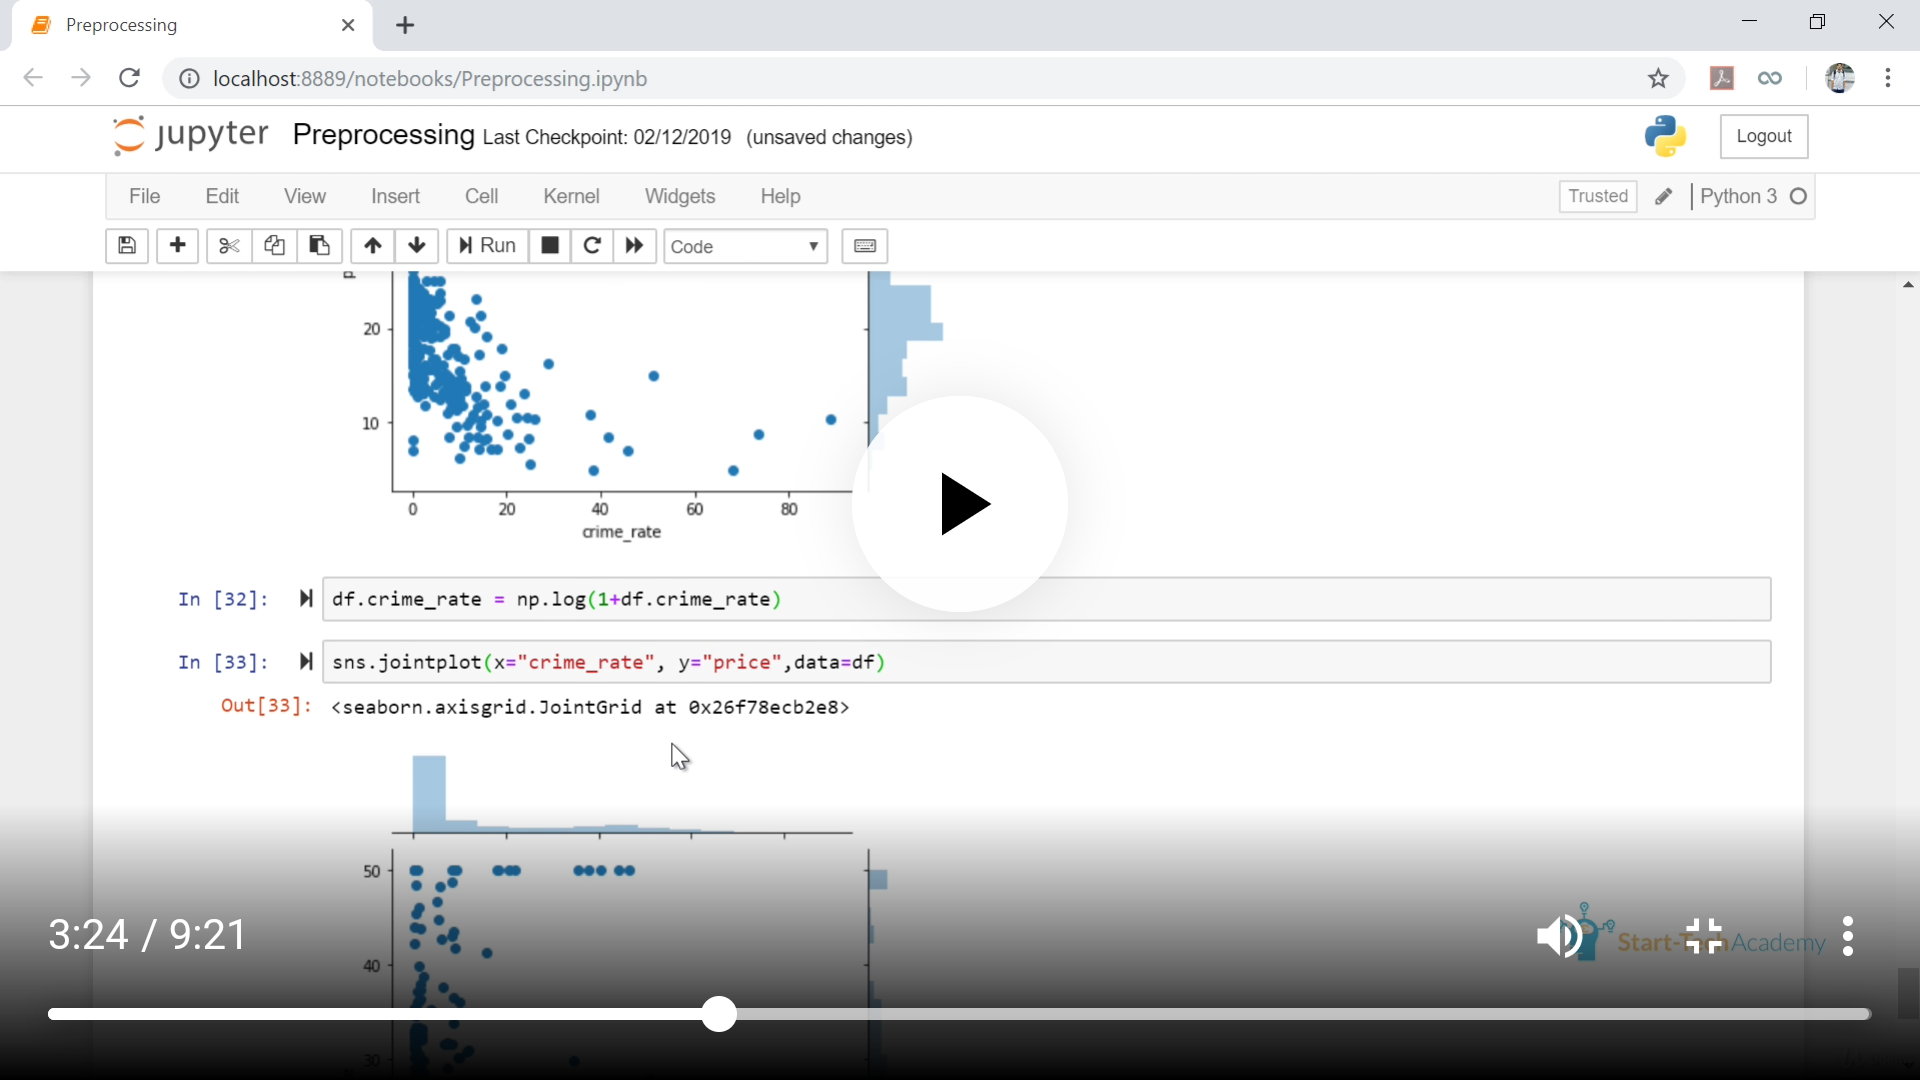 Preprocessing
localhost:8889/notebooks/Preprocessing.ipynb
jupyter Preprocessing Last Checkpoint: 02/12/2019 (unsaved changes)
Logout
File Edit View Insert Cell Kernel Widgets Help
Trusted Python 3
Run Code
20
10
0 20 40 60 80
crime_rate
In [32]: df.crime_rate = np.log(1+df.crime_rate)
In [33]: sns.jointplot(x="crime_rate", y="price",data=df)
Out[33]: <seaborn.axisgrid.JointGrid at 0x26f78ecb2e8>
50
3:24 / 9:21
Start-Tech Academy
40
30